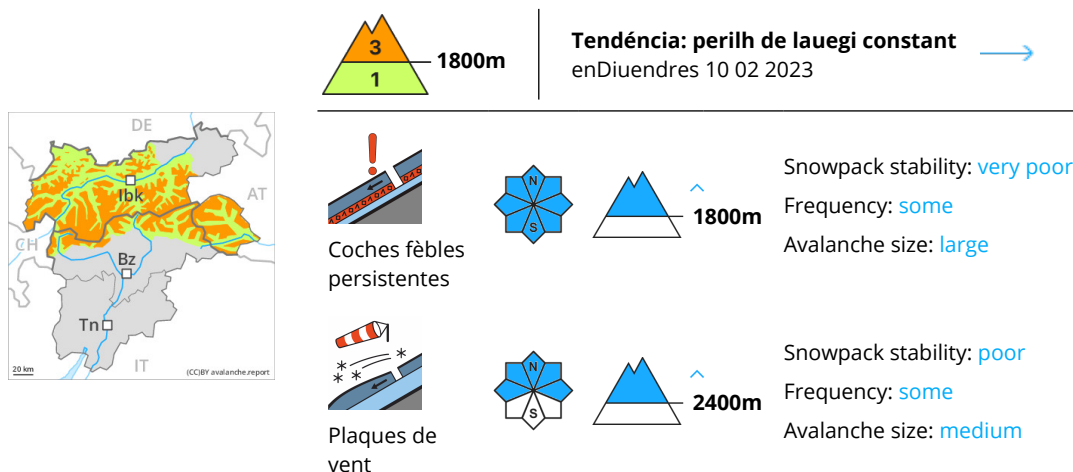 3
1
1800m
Tendéncia: perilh de lauegi constant
enDiuendres 10 02 2023
DE
AT
CH
IT
Ibk
Bz
Tn
20 km
(CC)BY avalanche.report
N
S
1800m
Coches fèbles
persistentes
Snowpack stability: very poor
Frequency: some
Avalanche size: large
N
S
2400m
Plaques de
vent
Snowpack stability: poor
Frequency: some
Avalanche size: medium